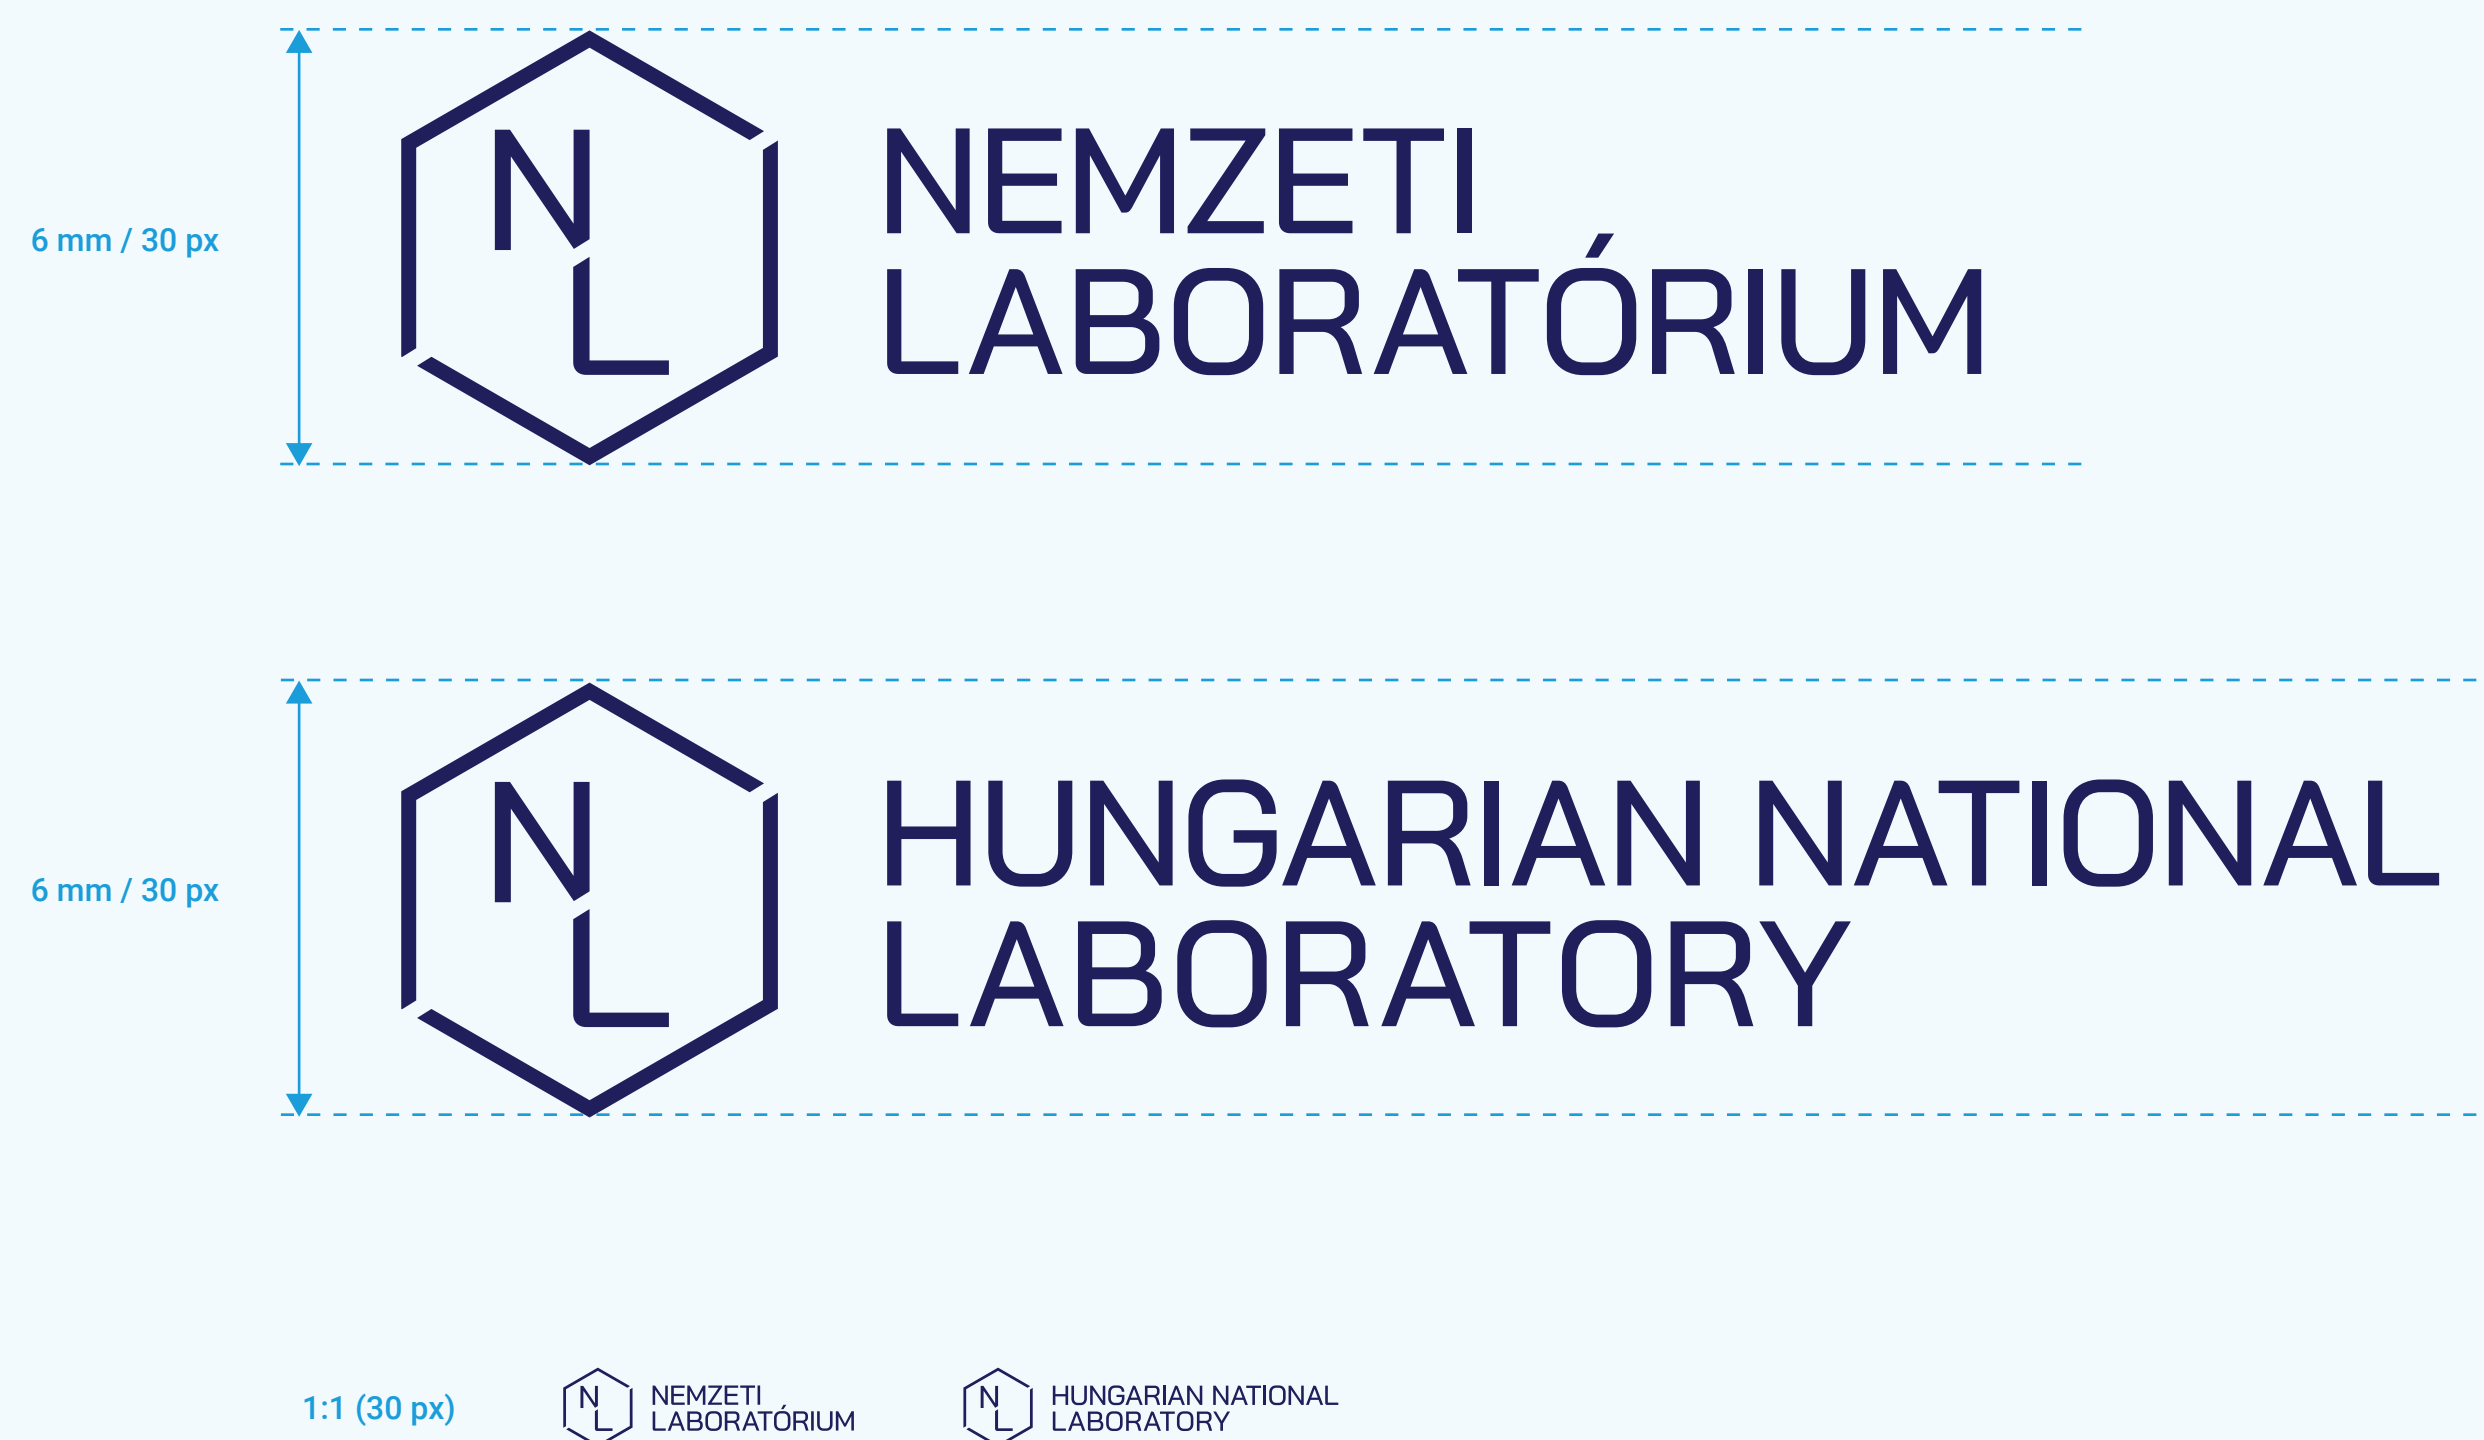 6 mm / 30 px
N
L
NEMZETI
LABORATÓRIUM
6 mm / 30 px
N
L
HUNGARIAN NATIONAL
LABORATORY
1:1 (30 px)
N
L
NEMZETI
LABORATÓRIUM
N
L
HUNGARIAN NATIONAL
LABORATORY